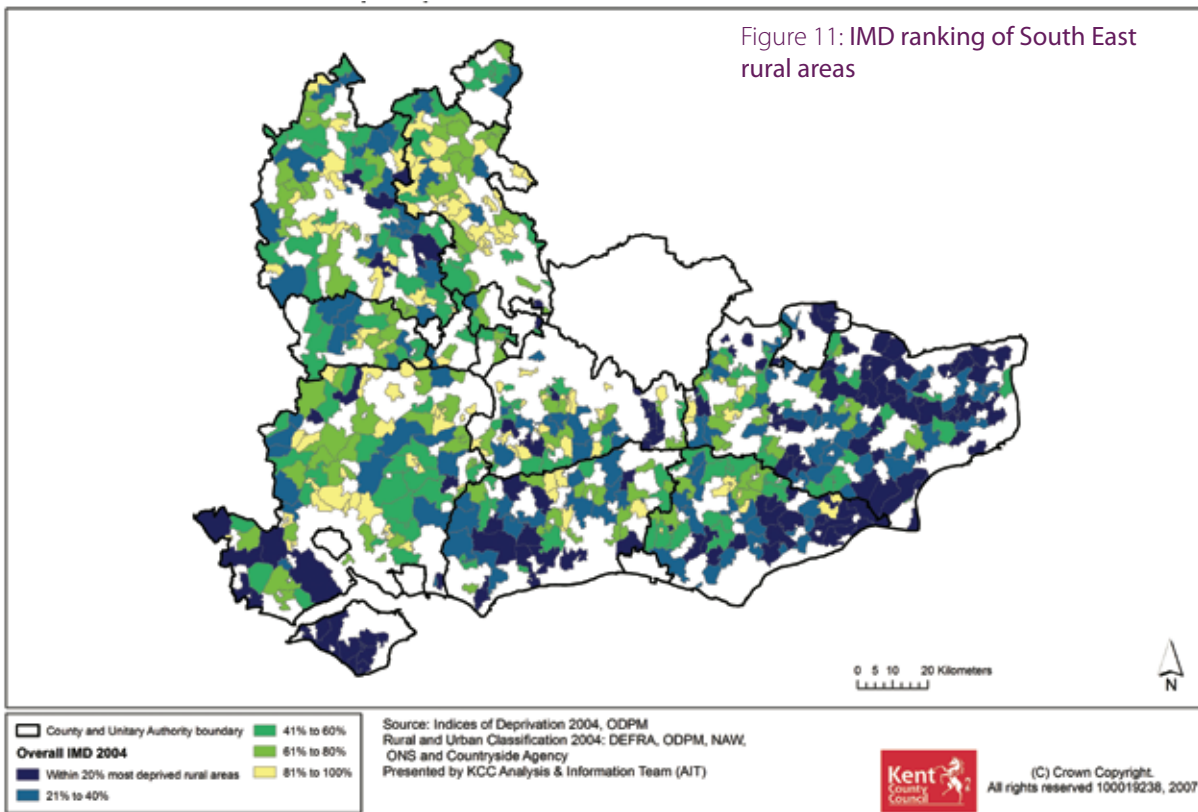 Figure 11: IMD ranking of South East
rural areas
0 5 10 20 Kilometers
N
County and Unitary Authority boundary
Overall IMD 2004
Within 20% most deprived rural areas
21% to 40%
41% to 60%
61% to 80%
81% to 100%
Source: Indices of Deprivation 2004, ODPM
Rural and Urban Classification 2004: DEFRA, ODPM, NAW,
ONS and Countryside Agency
Presented by KCC Analysis & Information Team (AIT)
Kent
County
Council
(C) Crown Copyright.
All rights reserved 100019238, 2007